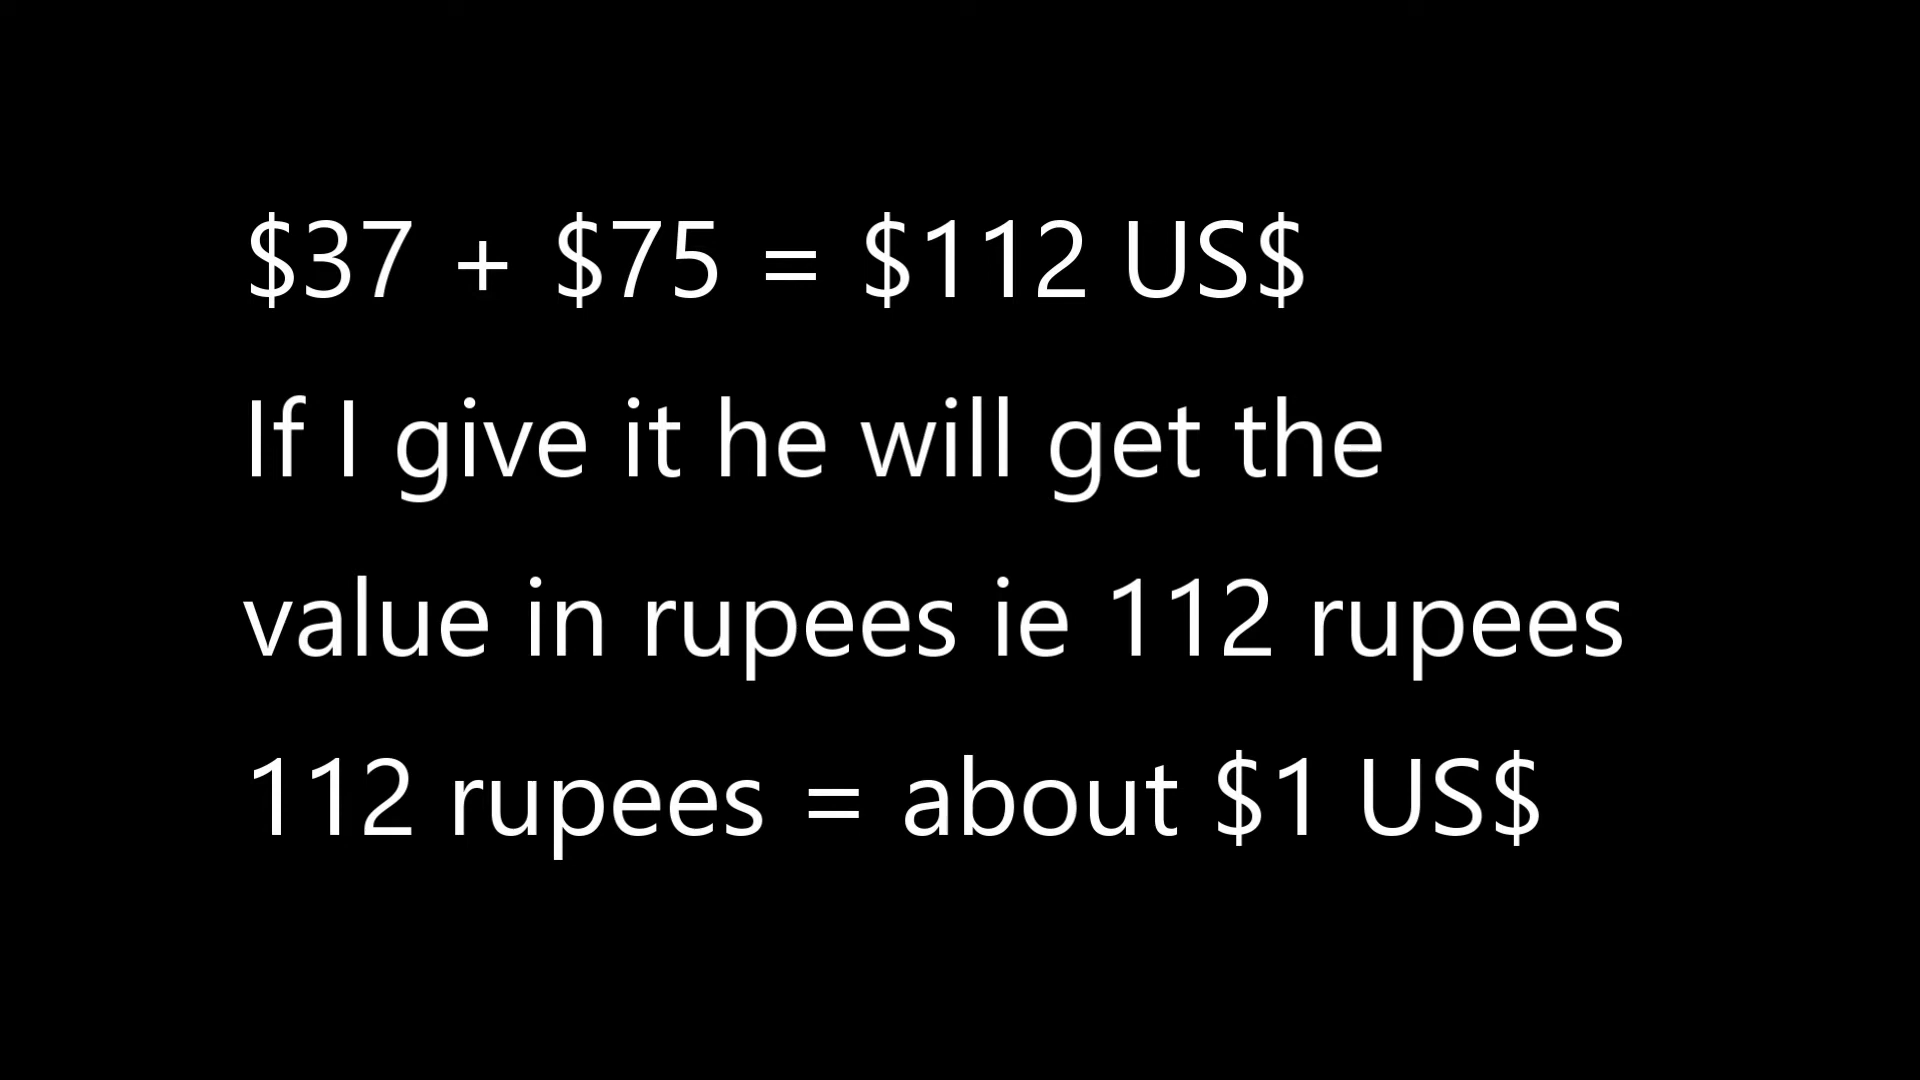 $37 + $75 = $112 US$
If I give it he will get the
value in rupees ie 112 rupees
112 rupees = about $1 US$